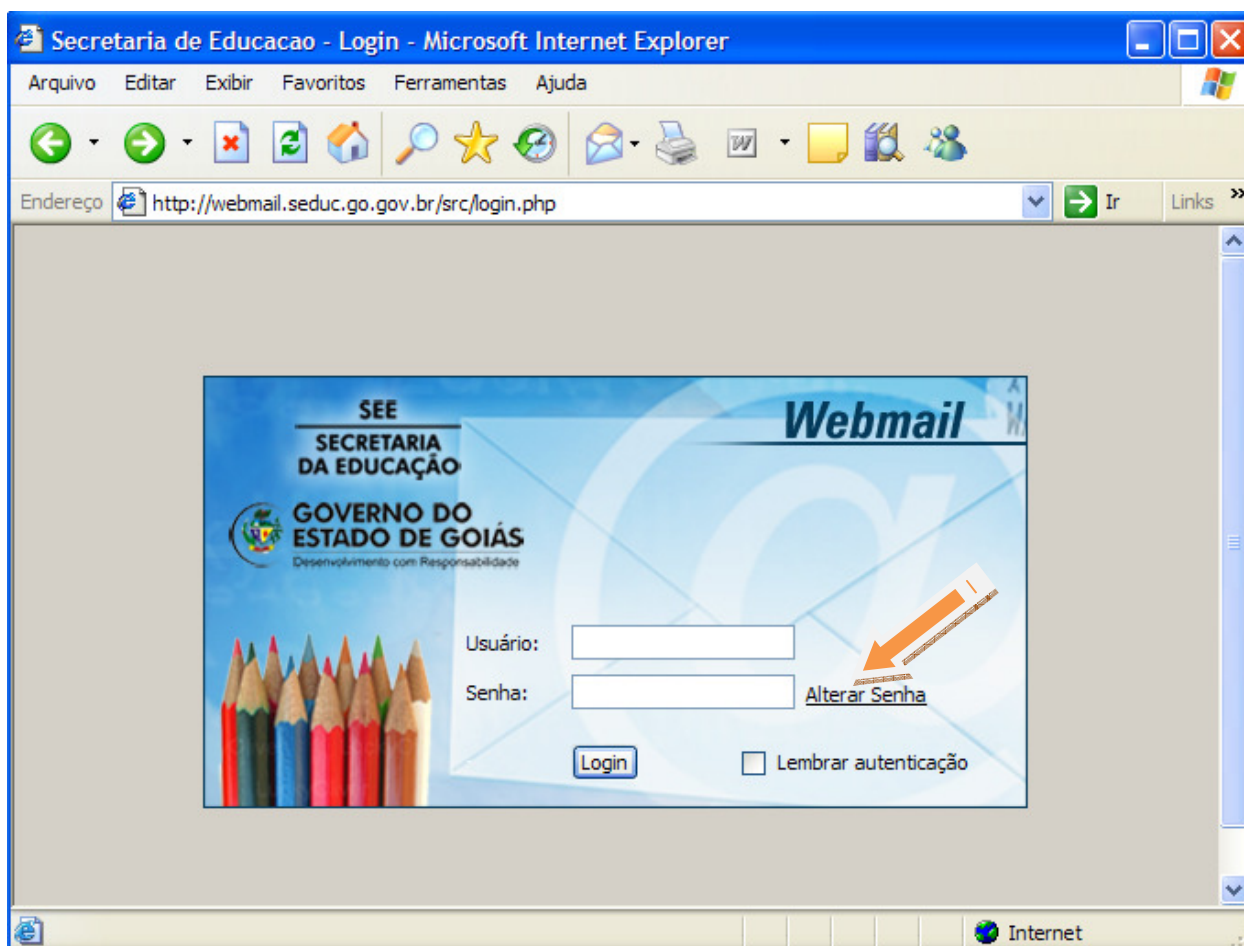 Secretaria de Educacao - Login - Microsoft Internet Explorer
Arquivo Editar Exibir Favoritos Ferramentas Ajuda
Endereço http://webmail.seduc.go.gov.br/src/login.php Ir Links »
SEE
SECRETARIA
DA EDUCAÇÃO
Webmail
GOVERNO DO
ESTADO DE GOIÁS
Desenvolvimento com Responsabilidade
Usuário:
Senha: Alterar Senha
Login Lembrar autenticação
Internet